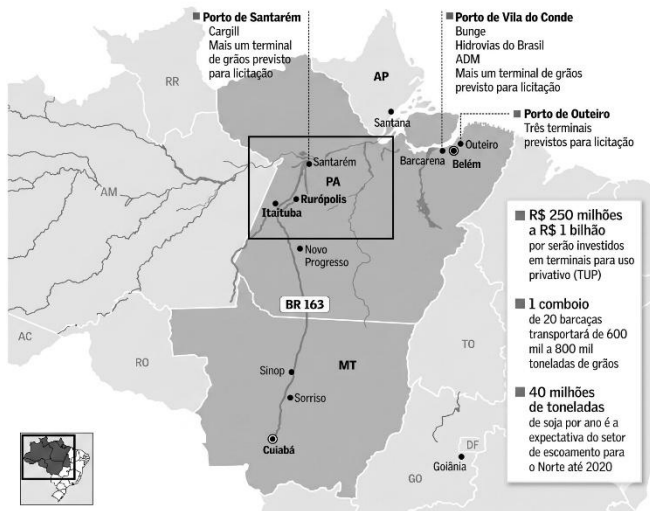 Porto de Santarém
Cargill
Mais um terminal
de grãos previsto
para licitação
Porto de Vila do Conde
Bunge
Hidrovias do Brasil
ADM
Mais um terminal de grãos
previsto para licitação
Porto de Outeiro
Três terminais
previstos para licitação
RR
AP
Santana
Outeiro
Barcarena
Belém
Santarém
PA
AM
Rurópolis
Itaituba
Novo
Progresso
BR 163
AC
RO
MT
TO
Sinop
Sorriso
Cuiabá
DF
Goiânia
GO
R$ 250 milhões
a R$ 1 bilhão
por serão investidos
em terminais para uso
privativo (TUP)
1 comboio
de 20 barcaças
transportará de 600
mil a 800 mil
toneladas de grãos
40 milhões
de toneladas
de soja por ano é a
expectativa do setor
de escoamento para
o Norte até 2020